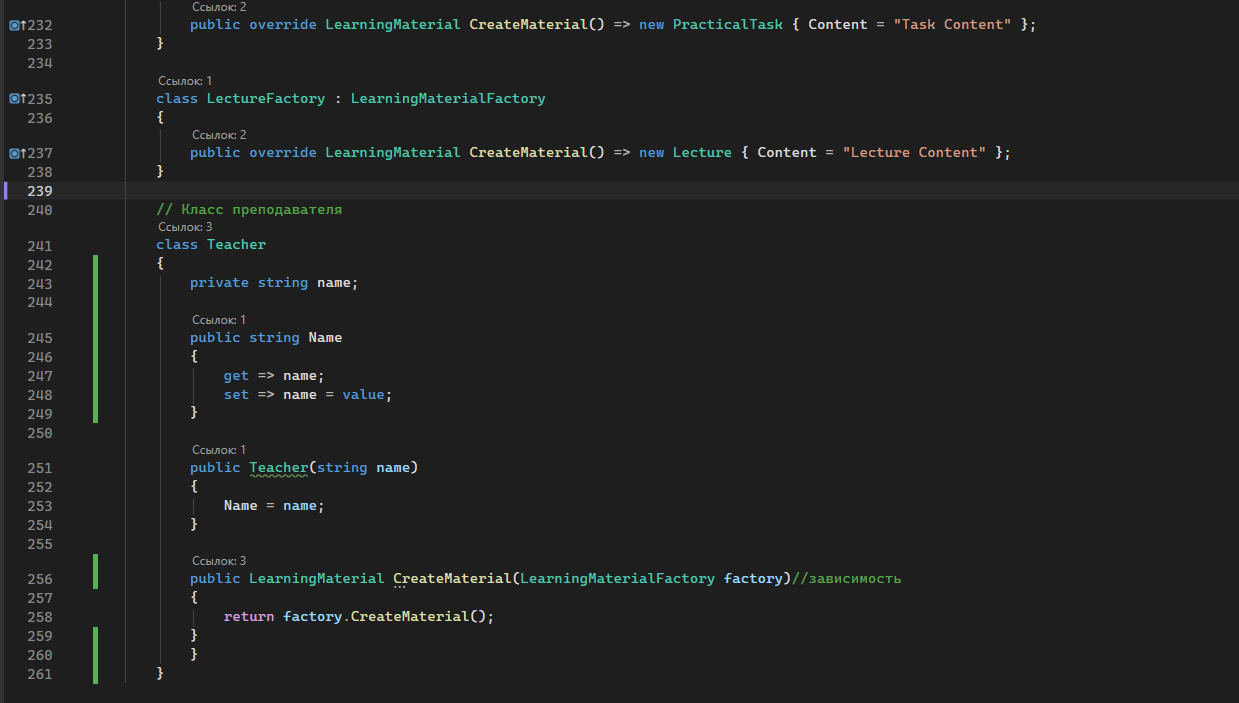 Ссылок: 2
232 public override LearningMaterial CreateMaterial() => new PracticalTask { Content = "Task Content" };
233 }
234
Ссылок: 1
235 class LectureFactory : LearningMaterialFactory
236 {
Ссылок: 2
237 public override LearningMaterial CreateMaterial() => new Lecture { Content = "Lecture Content" };
238 }
239
240 // Класс преподавателя
Ссылок: 3
241 class Teacher
242 {
243 private string name;
244
Ссылок: 1
245 public string Name
246 {
247 get => name;
248 set => name = value;
249 }
250
Ссылок: 1
251 public Teacher(string name)
252 {
253 Name = name;
254 }
255
Ссылок: 3
256 public LearningMaterial CreateMaterial(LearningMaterialFactory factory)//зависимость
257 {
258 return factory.CreateMaterial();
259 }
260 }
261 }